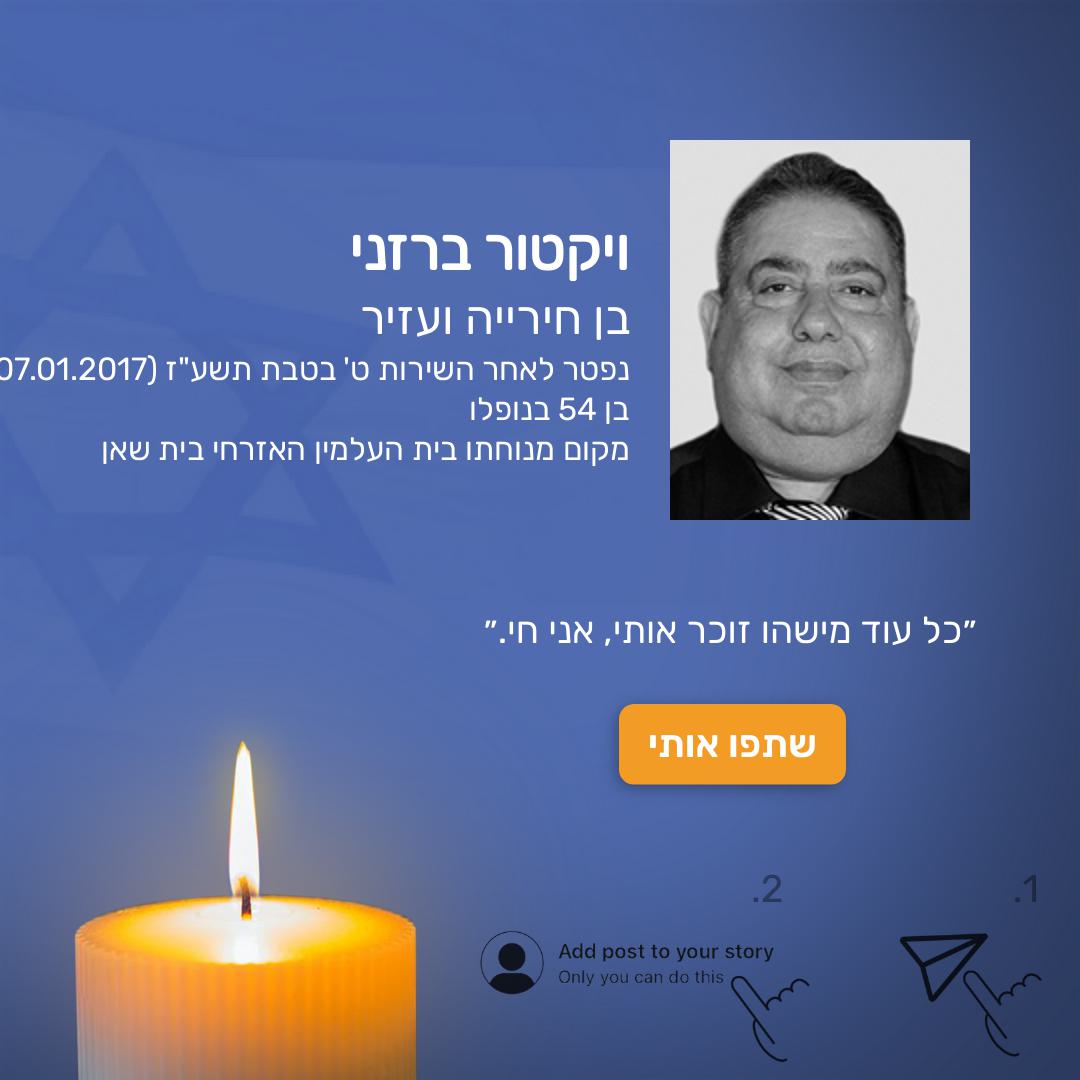 ויקטור ברזני
בן חירייה ועזיר
נפטר לאחר השירות ט' בטבת תשע"ז (07.01.2017
בן 54 בנופלו
מקום מנוחתו בית העלמין האזרחי בית שאן
״כל עוד מישהו זוכר אותי, אני חי.״
שתפו אותי
1.
2.
Add post to your story
Only you can do this